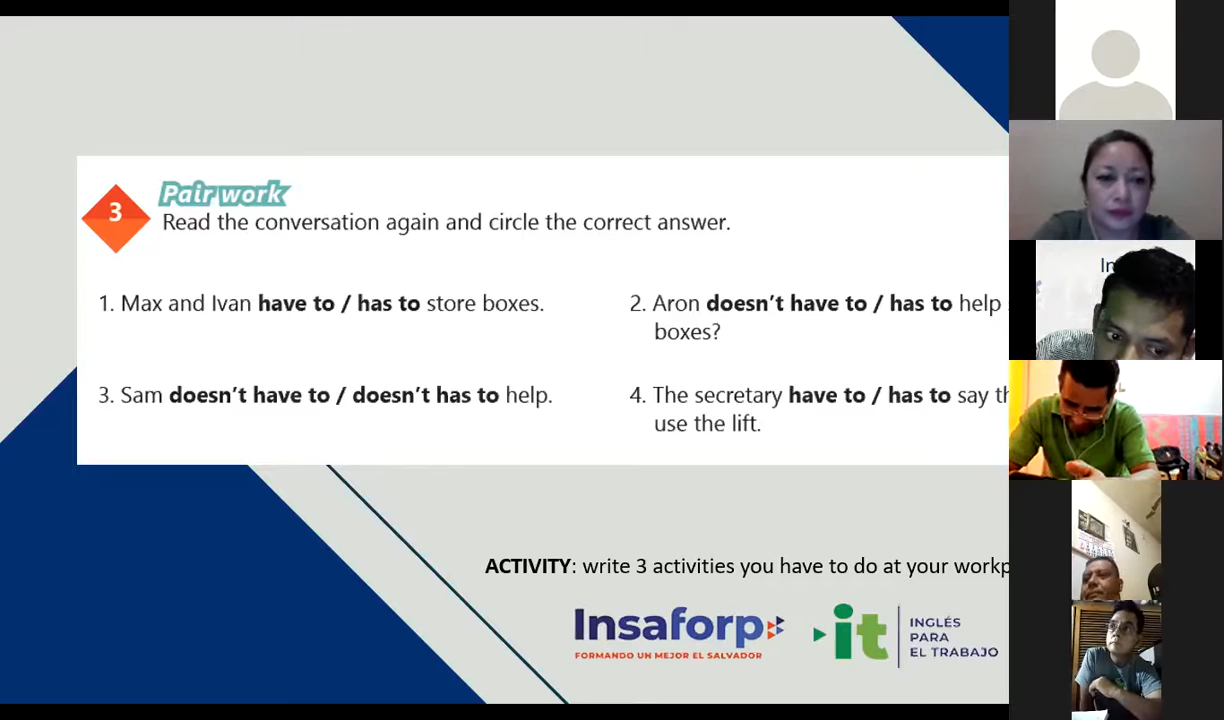 3
Pair work
Read the conversation again and circle the correct answer.
1. Max and Ivan have to / has to store boxes.
2. Aron doesn't have to / has to help
boxes?
3. Sam doesn't have to / doesn't has to help.
4. The secretary have to / has to say
use the lift.
ACTIVITY: write 3 activities you have to do at your
Insaforp
FORMANDO UN MEJOR EL SALVADOR
it
INGLÉS
PARA
EL TRABAJO